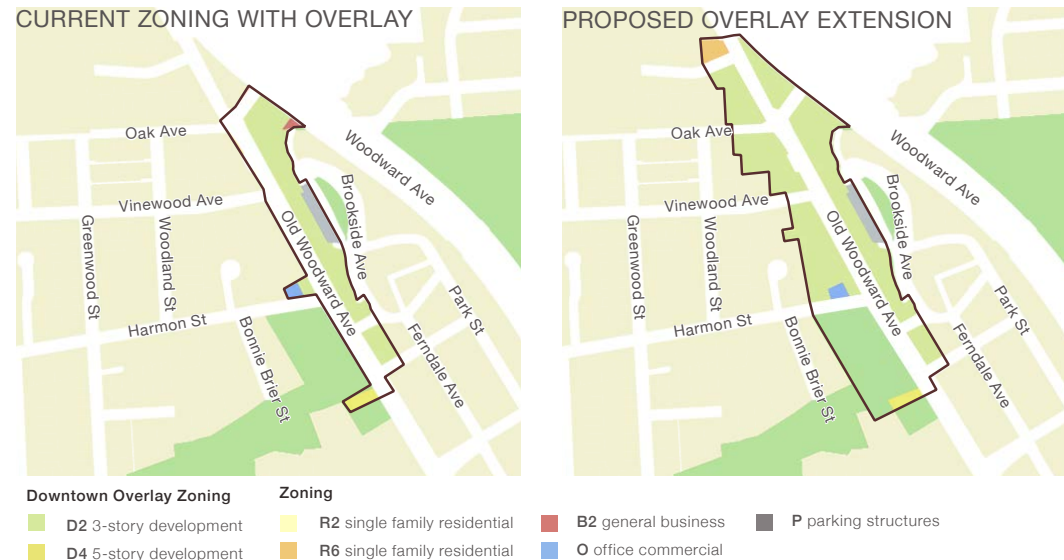 CURRENT ZONING WITH OVERLAY
Oak Ave
Woodward Ave
Vinewood Ave
Brookside Ave
Greenwood St
Woodland St
Old Woodward Ave
Harmon St
Bonnie Brier St
Park St
Ferndale Ave
PROPOSED OVERLAY EXTENSION
Oak Ave
Woodward Ave
Vinewood Ave
Brookside Ave
Greenwood St
Woodland St
Old Woodward Ave
Harmon St
Bonnie Brier St
Park St
Ferndale Ave
Downtown Overlay Zoning
D2 3-story development
D4 5-story development
Zoning
R2 single family residential
R6 single family residential
B2 general business
O office commercial
P parking structures